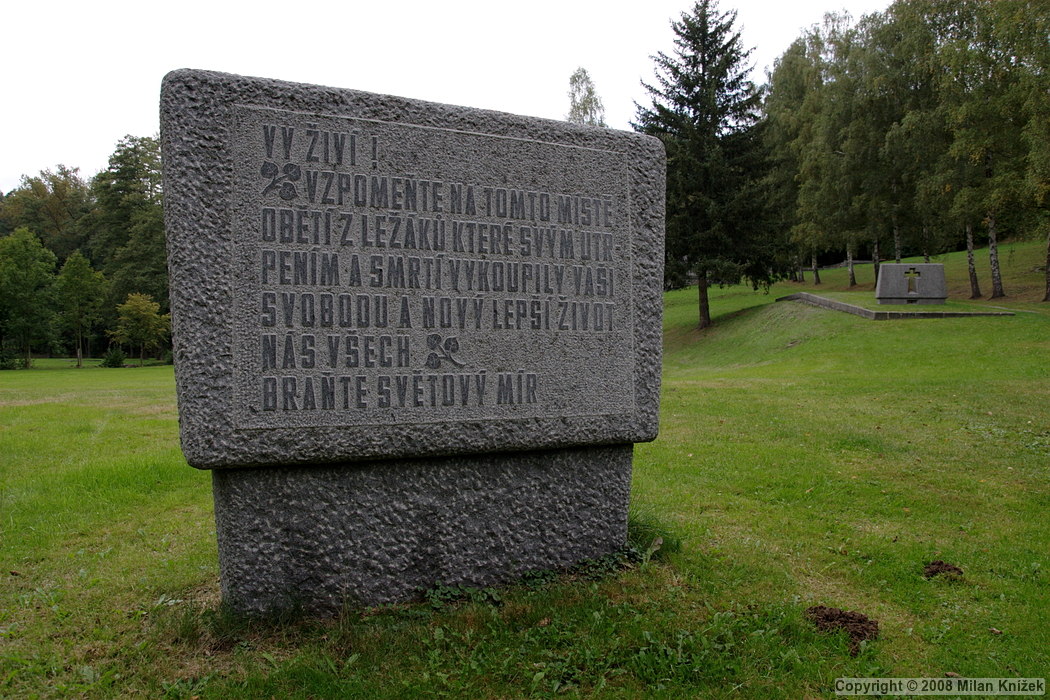 VY ŽIVÍ !
VZPOMEŇTE NA TOMTO MÍSTĚ
OBĚTÍ Z LEŽÁKŮ KTERÉ SVÝM UTR-
PENÍM A SMRTÍ VYKOUPILY VAŠI
SVOBODU A NOVÝ LEPŠÍ ŽIVOT
NÁS VŠECH
BRAŇTE SVĚTOVÝ MÍR
Copyright © 2008 Milan Knížek